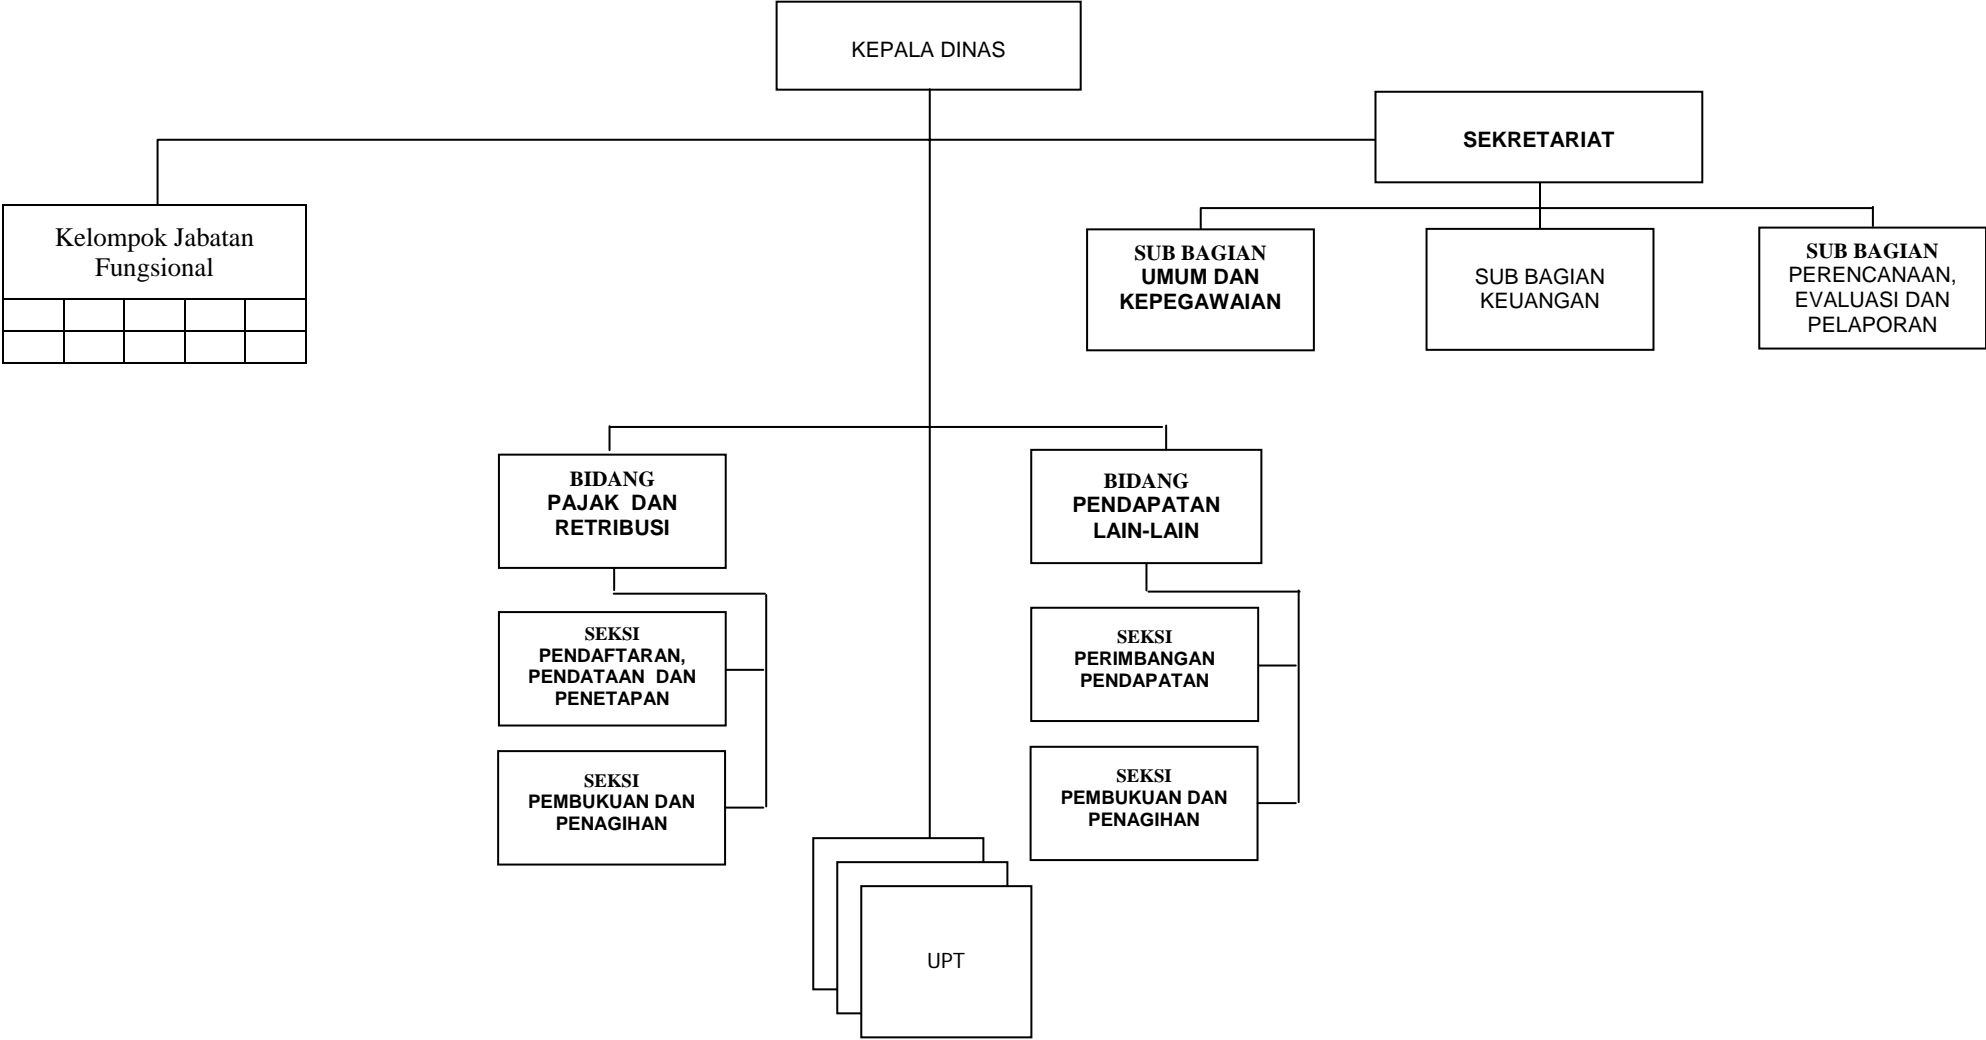 KEPALA DINAS
SEKRETARIAT
Kelompok Jabatan
Fungsional
SUB BAGIAN
UMUM DAN
KEPEGAWAIAN
SUB BAGIAN
KEUANGAN
SUB BAGIAN
PERENCANAAN,
EVALUASI DAN
PELAPORAN
BIDANG
PAJAK DAN
RETRIBUSI
BIDANG
PENDAPATAN
LAIN-LAIN
SEKSI
PENDAFTARAN,
PENDATAAN DAN
PENETAPAN
SEKSI
PERIMBANGAN
PENDAPATAN
SEKSI
PEMBUKUAN DAN
PENAGIHAN
SEKSI
PEMBUKUAN DAN
PENAGIHAN
UPT